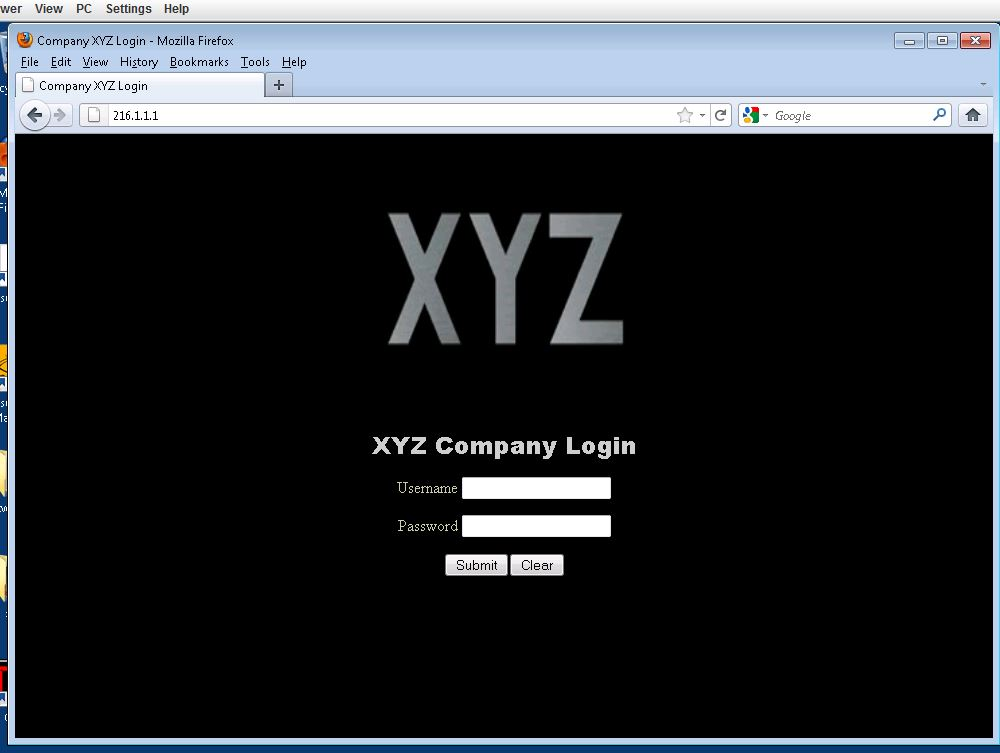 View PC Settings Help
Company XYZ Login - Mozilla Firefox
File Edit View History Bookmarks Tools Help
Company XYZ Login
216.1.1.1
Google
XYZ
XYZ Company Login
Username
Password
Submit Clear